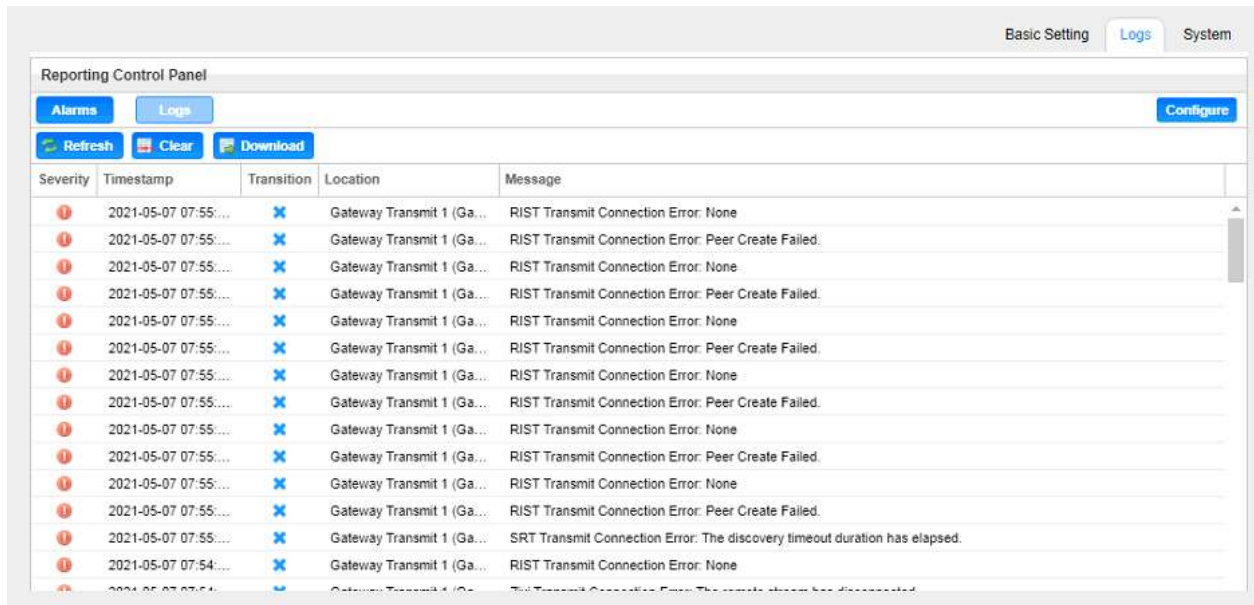 Basic Setting Logs System
Reporting Control Panel
Alarms Logs Configure
Refresh Clear Download
Severity Timestamp Transition Location Message
2021-05-07 07:55:... Gateway Transmit 1 (Ga... RIST Transmit Connection Error: None
2021-05-07 07:55:... Gateway Transmit 1 (Ga... RIST Transmit Connection Error: Peer Create Failed.
2021-05-07 07:55:... Gateway Transmit 1 (Ga... RIST Transmit Connection Error: None
2021-05-07 07:55:... Gateway Transmit 1 (Ga... RIST Transmit Connection Error: Peer Create Failed.
2021-05-07 07:55:... Gateway Transmit 1 (Ga... RIST Transmit Connection Error: None
2021-05-07 07:55:... Gateway Transmit 1 (Ga... RIST Transmit Connection Error: Peer Create Failed.
2021-05-07 07:55:... Gateway Transmit 1 (Ga... RIST Transmit Connection Error: None
2021-05-07 07:55:... Gateway Transmit 1 (Ga... RIST Transmit Connection Error: Peer Create Failed.
2021-05-07 07:55:... Gateway Transmit 1 (Ga... RIST Transmit Connection Error: None
2021-05-07 07:55:... Gateway Transmit 1 (Ga... RIST Transmit Connection Error: Peer Create Failed.
2021-05-07 07:55:... Gateway Transmit 1 (Ga... RIST Transmit Connection Error: None
2021-05-07 07:55:... Gateway Transmit 1 (Ga... RIST Transmit Connection Error: Peer Create Failed.
2021-05-07 07:55:... Gateway Transmit 1 (Ga... SRT Transmit Connection Error: The discovery timeout duration has elapsed.
2021-05-07 07:54:... Gateway Transmit 1 (Ga... RIST Transmit Connection Error: None